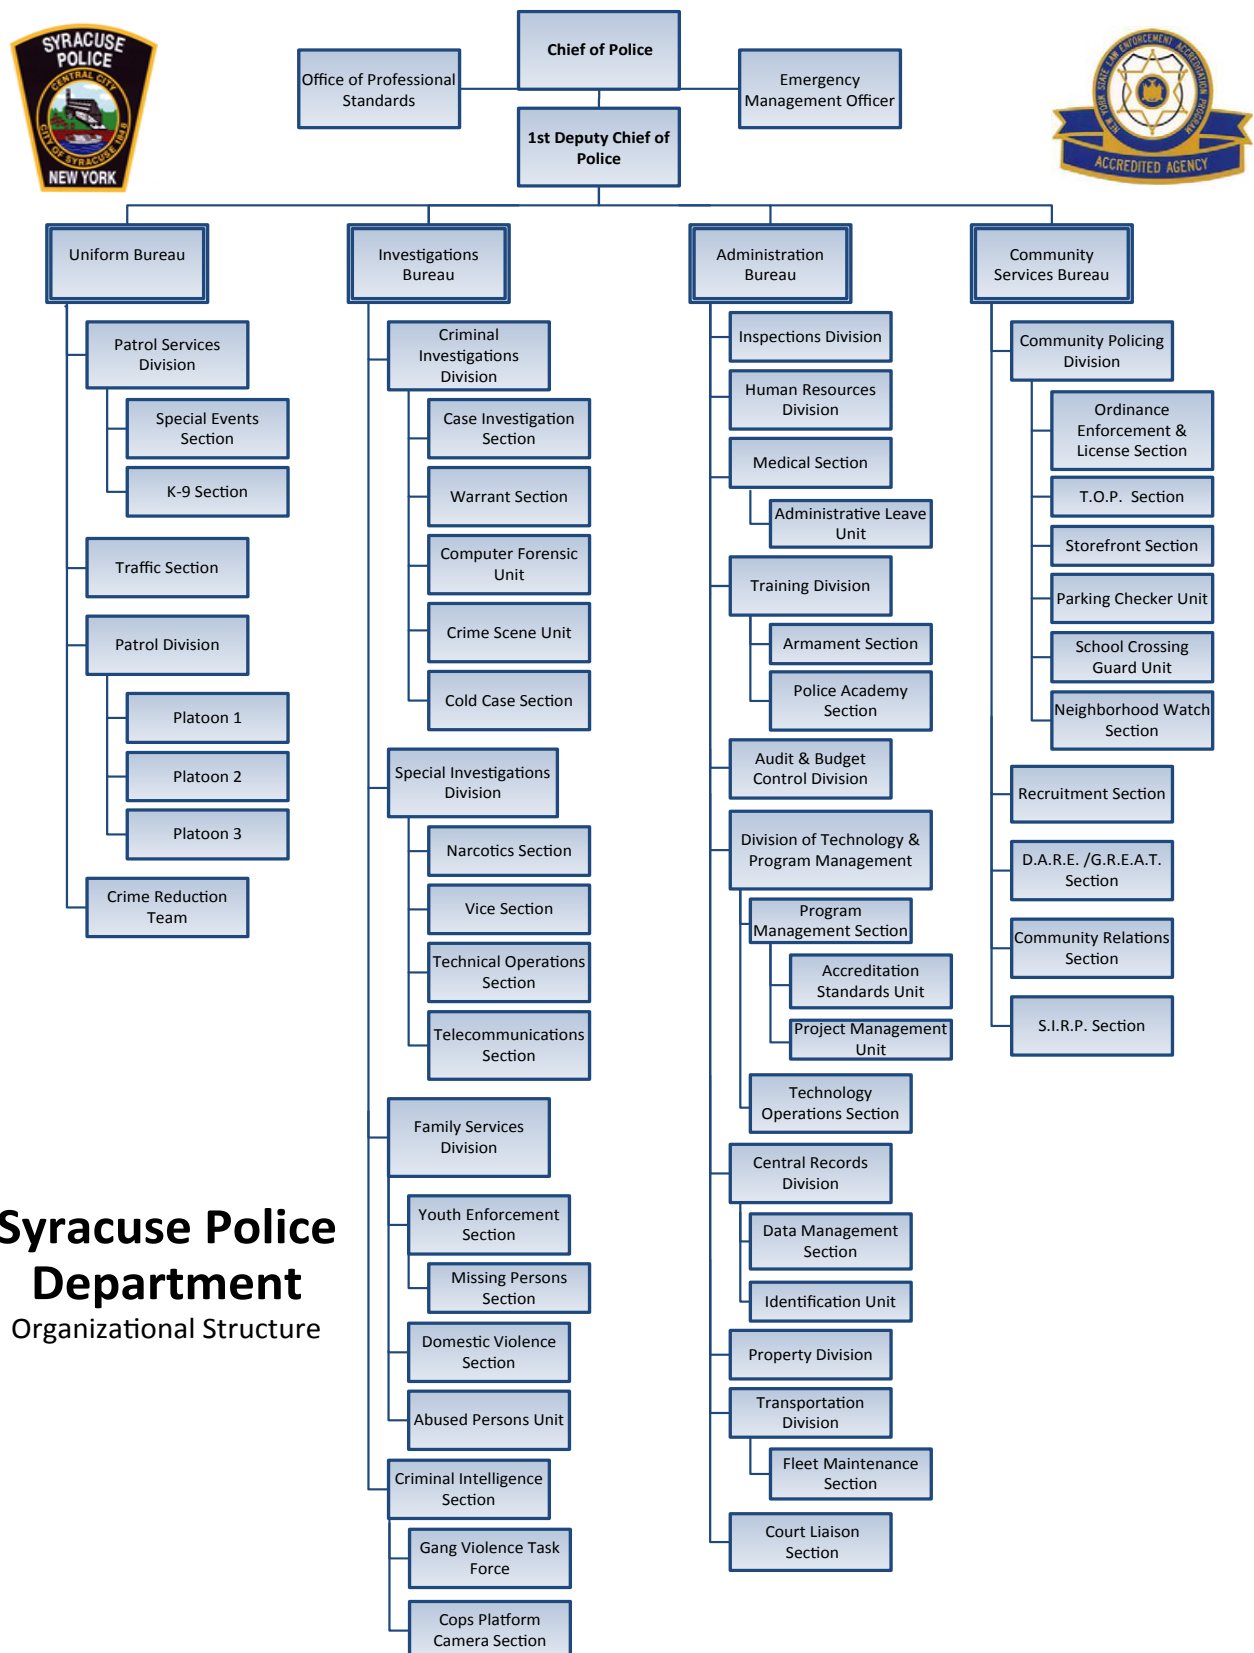 SYRACUSE
POLICE
CENTRAL CITY
CITY OF SYRACUSE 1848
NEW YORK
Chief of Police
Office of Professional
Standards
Emergency
Management Officer
1st Deputy Chief of
Police
NEW YORK STATE LAW ENFORCEMENT ACCREDITATION PROGRAM
ACCREDITED AGENCY
Uniform Bureau
Patrol Services
Division
Special Events
Section
K-9 Section
Traffic Section
Patrol Division
Platoon 1
Platoon 2
Platoon 3
Crime Reduction
Team
Investigations
Bureau
Criminal
Investigations
Division
Case Investigation
Section
Warrant Section
Computer Forensic
Unit
Crime Scene Unit
Cold Case Section
Special Investigations
Division
Narcotics Section
Vice Section
Technical Operations
Section
Telecommunications
Section
Family Services
Division
Youth Enforcement
Section
Missing Persons
Section
Domestic Violence
Section
Abused Persons Unit
Criminal Intelligence
Section
Gang Violence Task
Force
Cops Platform
Camera Section
Administration
Bureau
Inspections Division
Human Resources
Division
Medical Section
Administrative Leave
Unit
Training Division
Armament Section
Police Academy
Section
Audit & Budget
Control Division
Division of Technology &
Program Management
Program
Management Section
Accreditation
Standards Unit
Project Management
Unit
Technology
Operations Section
Central Records
Division
Data Management
Section
Identification Unit
Property Division
Transportation
Division
Fleet Maintenance
Section
Court Liaison
Section
Community
Services Bureau
Community Policing
Division
Ordinance
Enforcement &
License Section
T.O.P. Section
Storefront Section
Parking Checker Unit
School Crossing
Guard Unit
Neighborhood Watch
Section
Recruitment Section
D.A.R.E. /G.R.E.A.T.
Section
Community Relations
Section
S.I.R.P. Section
Syracuse Police
Department
Organizational Structure